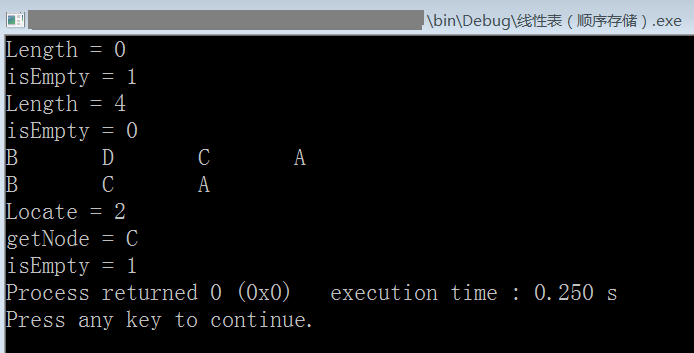 \bin\Debug\线性表（顺序存储）.exe
Length = 0
isEmpty = 1
Length = 4
isEmpty = 0
B D C A
B C A
Locate = 2
getNode = C
isEmpty = 1
Process returned 0 (0x0) execution time : 0.250 s
Press any key to continue.